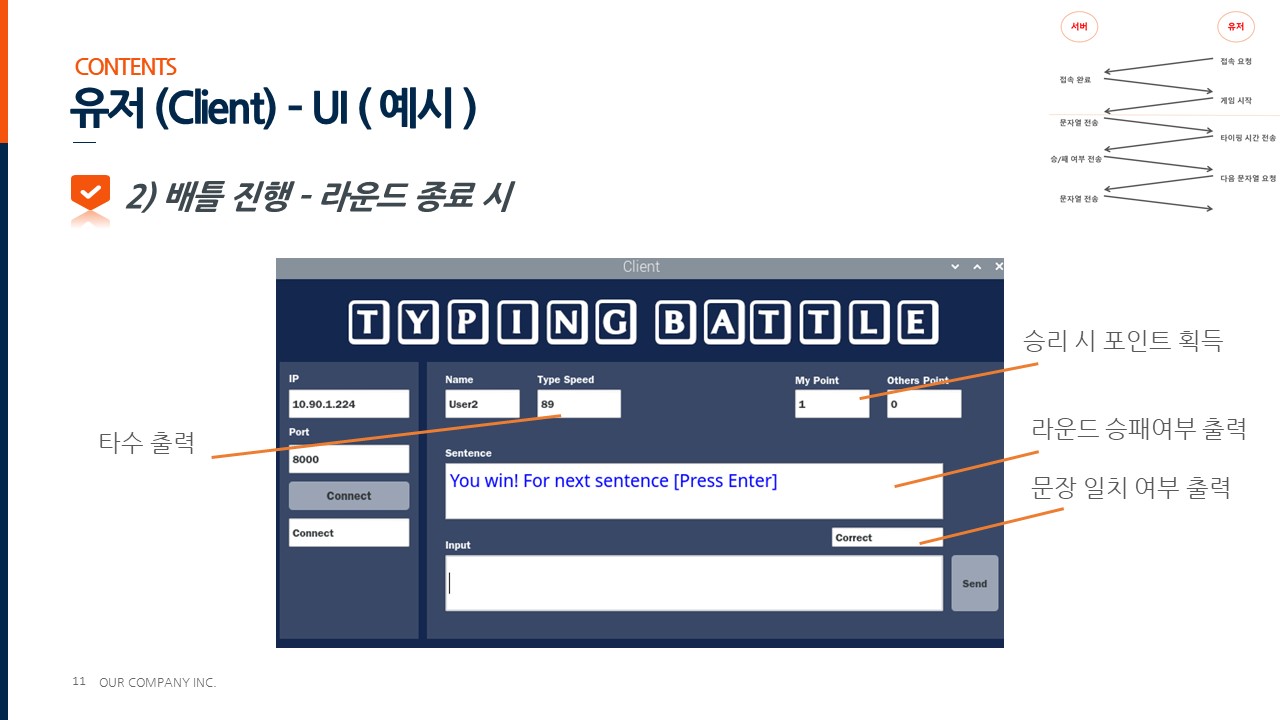 CONTENTS
유저 (Client) - UI ( 예시 )
2) 배틀 진행 - 라운드 종료 시
서버
유저
접속 요청
접속 완료
게임 시작
문자열 전송
타이핑 시간 전송
승/패 여부 전송
다음 문자열 요청
문자열 전송
Client
TYPING BATTLE
IP
10.90.1.224
Port
8000
Connect
Connect
Name
User2
Type Speed
89
My Point
1
Others Point
0
Sentence
You win! For next sentence [Press Enter]
Correct
Input
Send
타수 출력
승리 시 포인트 획득
라운드 승패여부 출력
문장 일치 여부 출력
11 OUR COMPANY INC.